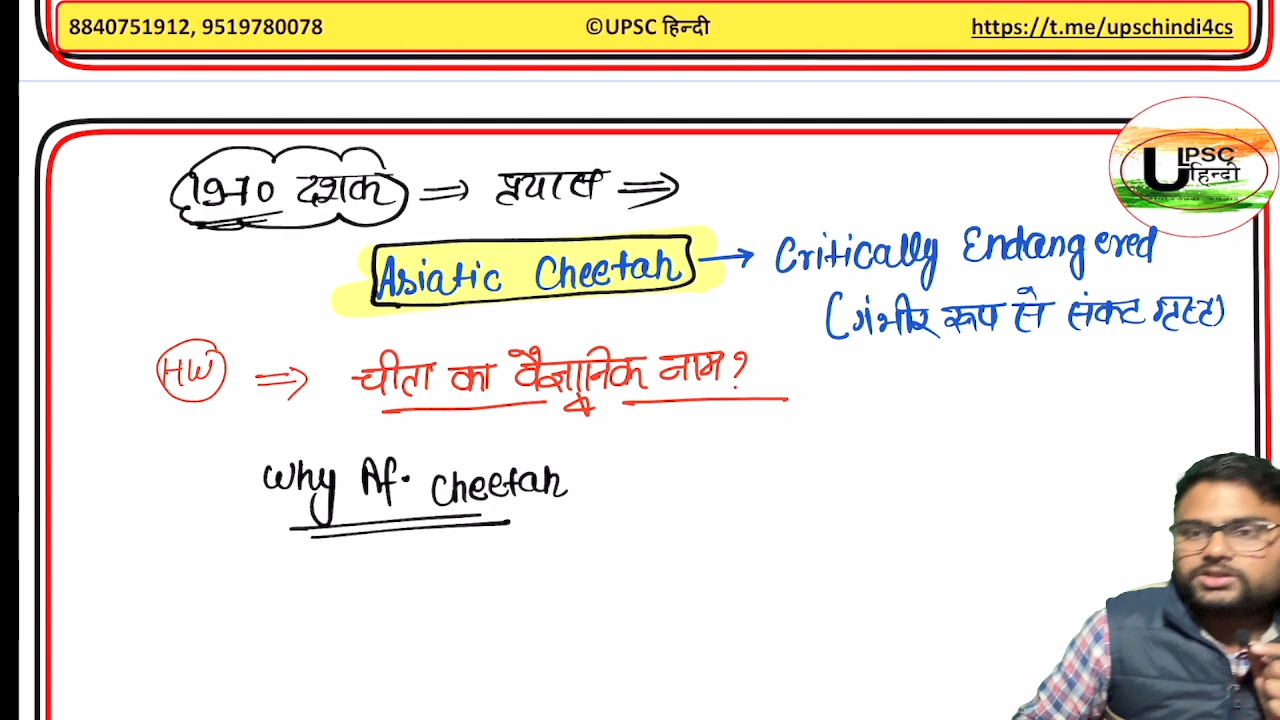 8840751912, 9519780078 ©UPSC हिन्दी https://t.me/upschindi4cs
UPSC
हिन्दी
1970 दशक ⇒ प्रयास ⇒
Asiatic Cheetah → Critically Endangered
(गंभीर रूप से संकट ग्रस्त)
HW ⇒ चीता का वैज्ञानिक नाम?
Why Af. Cheetah